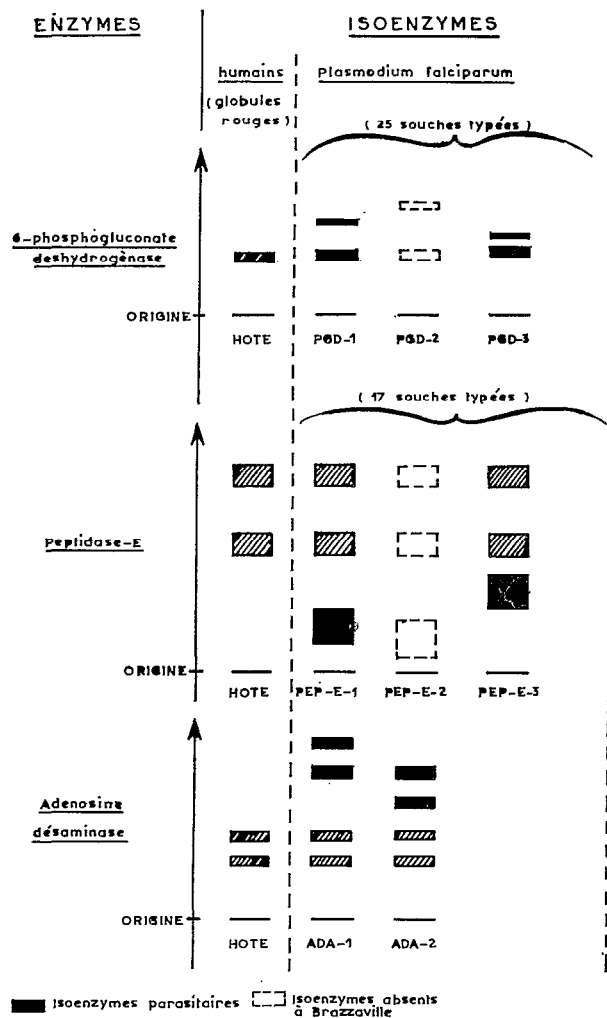 ENZYMES
ISOENZYMES
humains
(globules
rouges)
Plasmodium falciparum
( 25 souches typées )
6-phosphogluconate
deshydrogènase
ORIGINE
HOTE
PGD-1
PGD-2
PGD-3
( 17 souches typées )
Peptidase-E
ORIGINE
HOTE
PEP-E-1
PEP-E-2
PEP-E-3
Adenosine
désaminase
ORIGINE
HOTE
ADA-1
ADA-2
Isoenzymes parasitaires
Isoenzymes absents
à Brazzaville